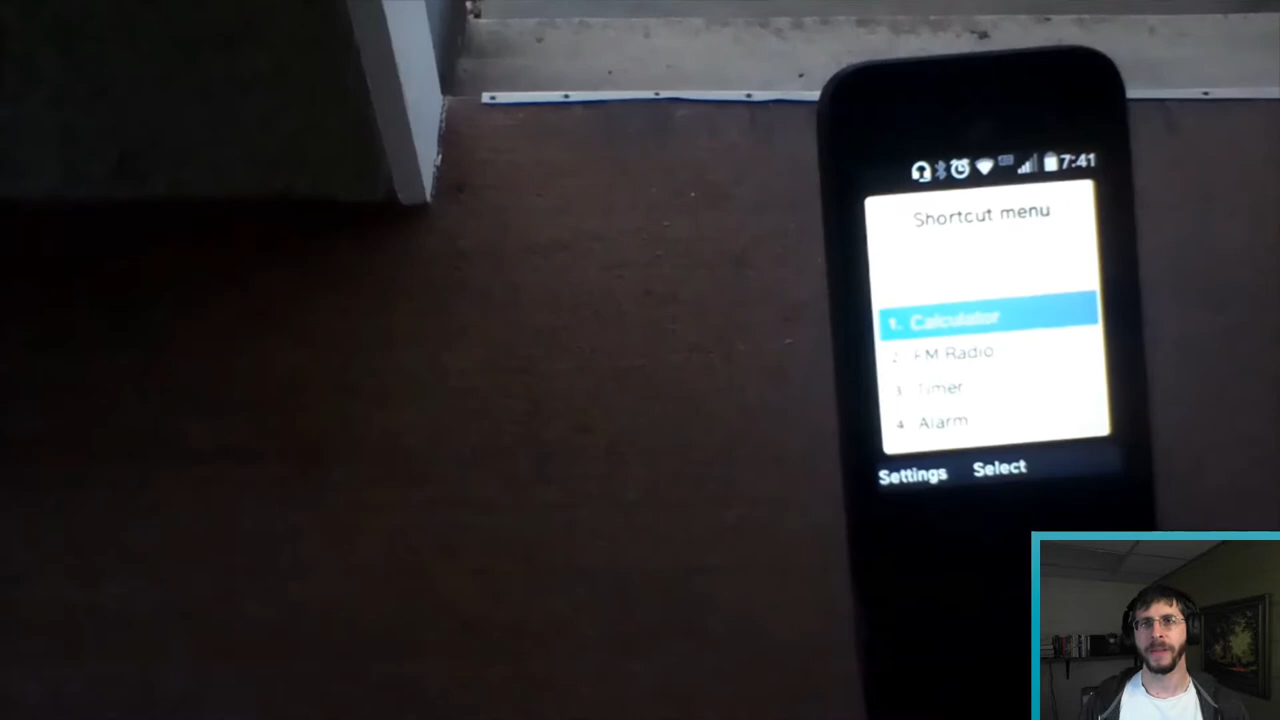 7:41
Shortcut menu
1. Calculator
2 FM Radio
3 Timer
4 Alarm
Settings Select